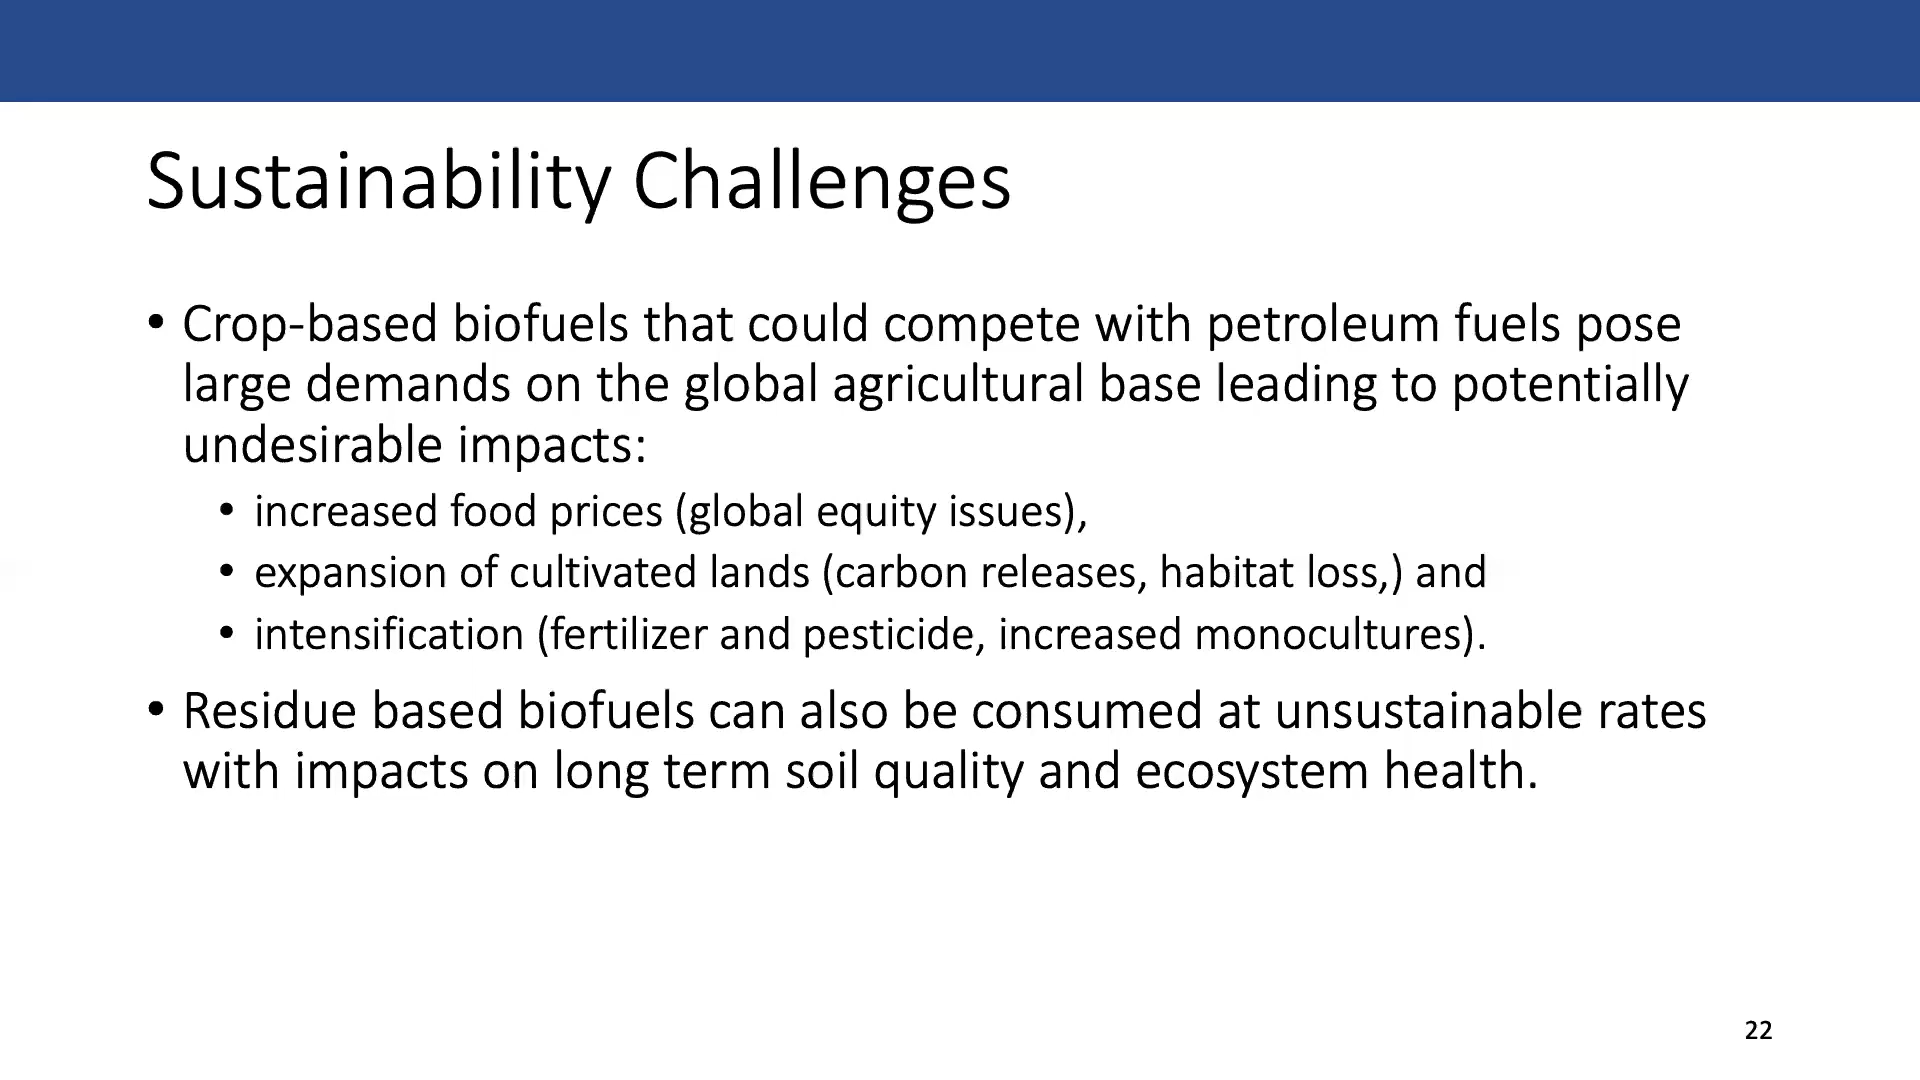 Sustainability Challenges
• Crop-based biofuels that could compete with petroleum fuels pose
large demands on the global agricultural base leading to potentially
undesirable impacts:
• increased food prices (global equity issues),
• expansion of cultivated lands (carbon releases, habitat loss,) and
• intensification (fertilizer and pesticide, increased monocultures).
• Residue based biofuels can also be consumed at unsustainable rates
with impacts on long term soil quality and ecosystem health.
22